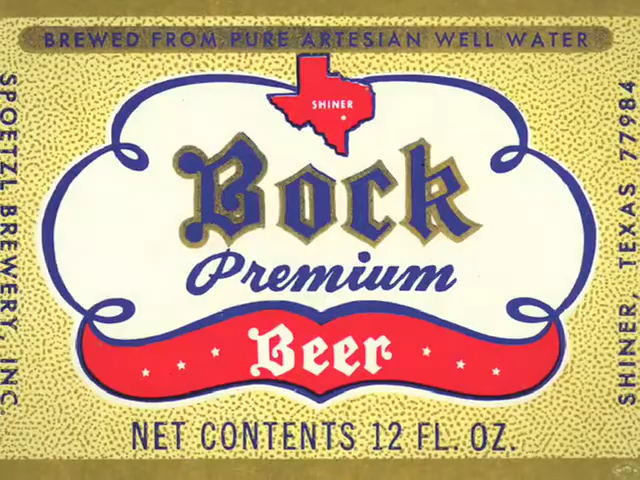 BREWED FROM PURE ARTESIAN WELL WATER
SPOETZL BREWERY, INC.
SHINER
Bock
Premium
Beer
NET CONTENTS 12 FL. OZ.
SHINER, TEXAS 77984